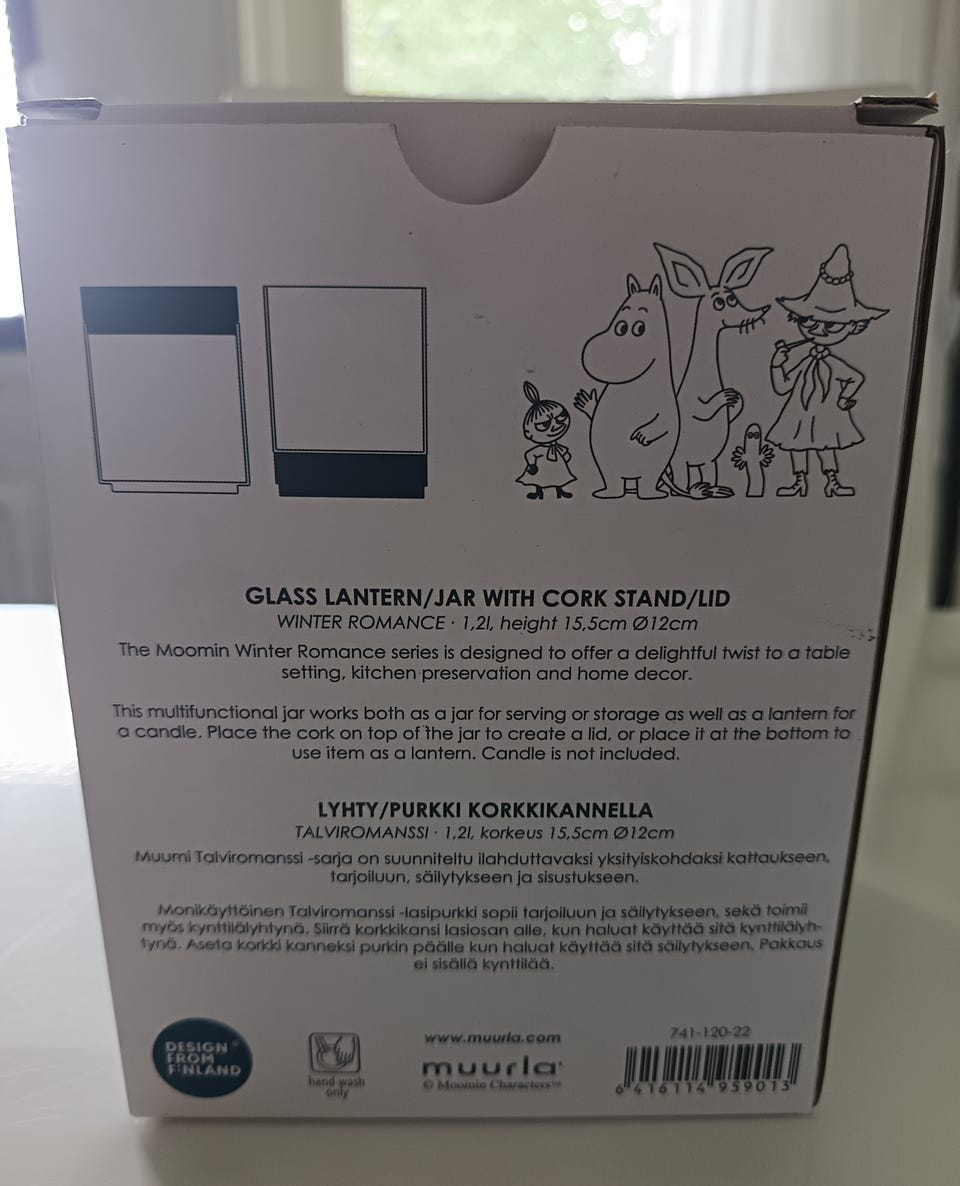 GLASS LANTERN/JAR WITH CORK STAND/LID
WINTER ROMANCE · 1,2l, height 15,5cm Ø12cm
The Moomin Winter Romance series is designed to offer a delightful twist to a table
setting, kitchen preservation and home decor.
This multifunctional jar works both as a jar for serving or storage as well as a lantern for
a candle. Place the cork on top of the jar to create a lid, or place it at the bottom to
use item as a lantern. Candle is not included.
LYHTY/PURKKI KORKKIKANNELLA
TALVIROMANSSI · 1,2l, korkeus 15,5cm Ø12cm
Muumi Talviromanssi -sarja on suunniteltu ilahduttavaksi yksityiskohdaksi kattaukseen,
tarjoiluun, säilytykseen ja sisustukseen.
Monikäyttöinen Talviromanssi -lasipurkki sopii tarjoiluun ja säilytykseen, sekä toimii
myös kynttilälyhtynä. Siirrä korkkikansi lasiosan alle, kun haluat käyttää sitä kynttilälyh-
tynä. Aseta korkki kanneksi purkin päälle kun haluat käyttää sitä säilytykseen. Pakkaus
ei sisällä kynttilää.
DESIGN®
FROM
FINLAND
hand-wash
only
www.muurla.com
muurla®
© Moomin Characters™
741-120-22
6 416114 959013